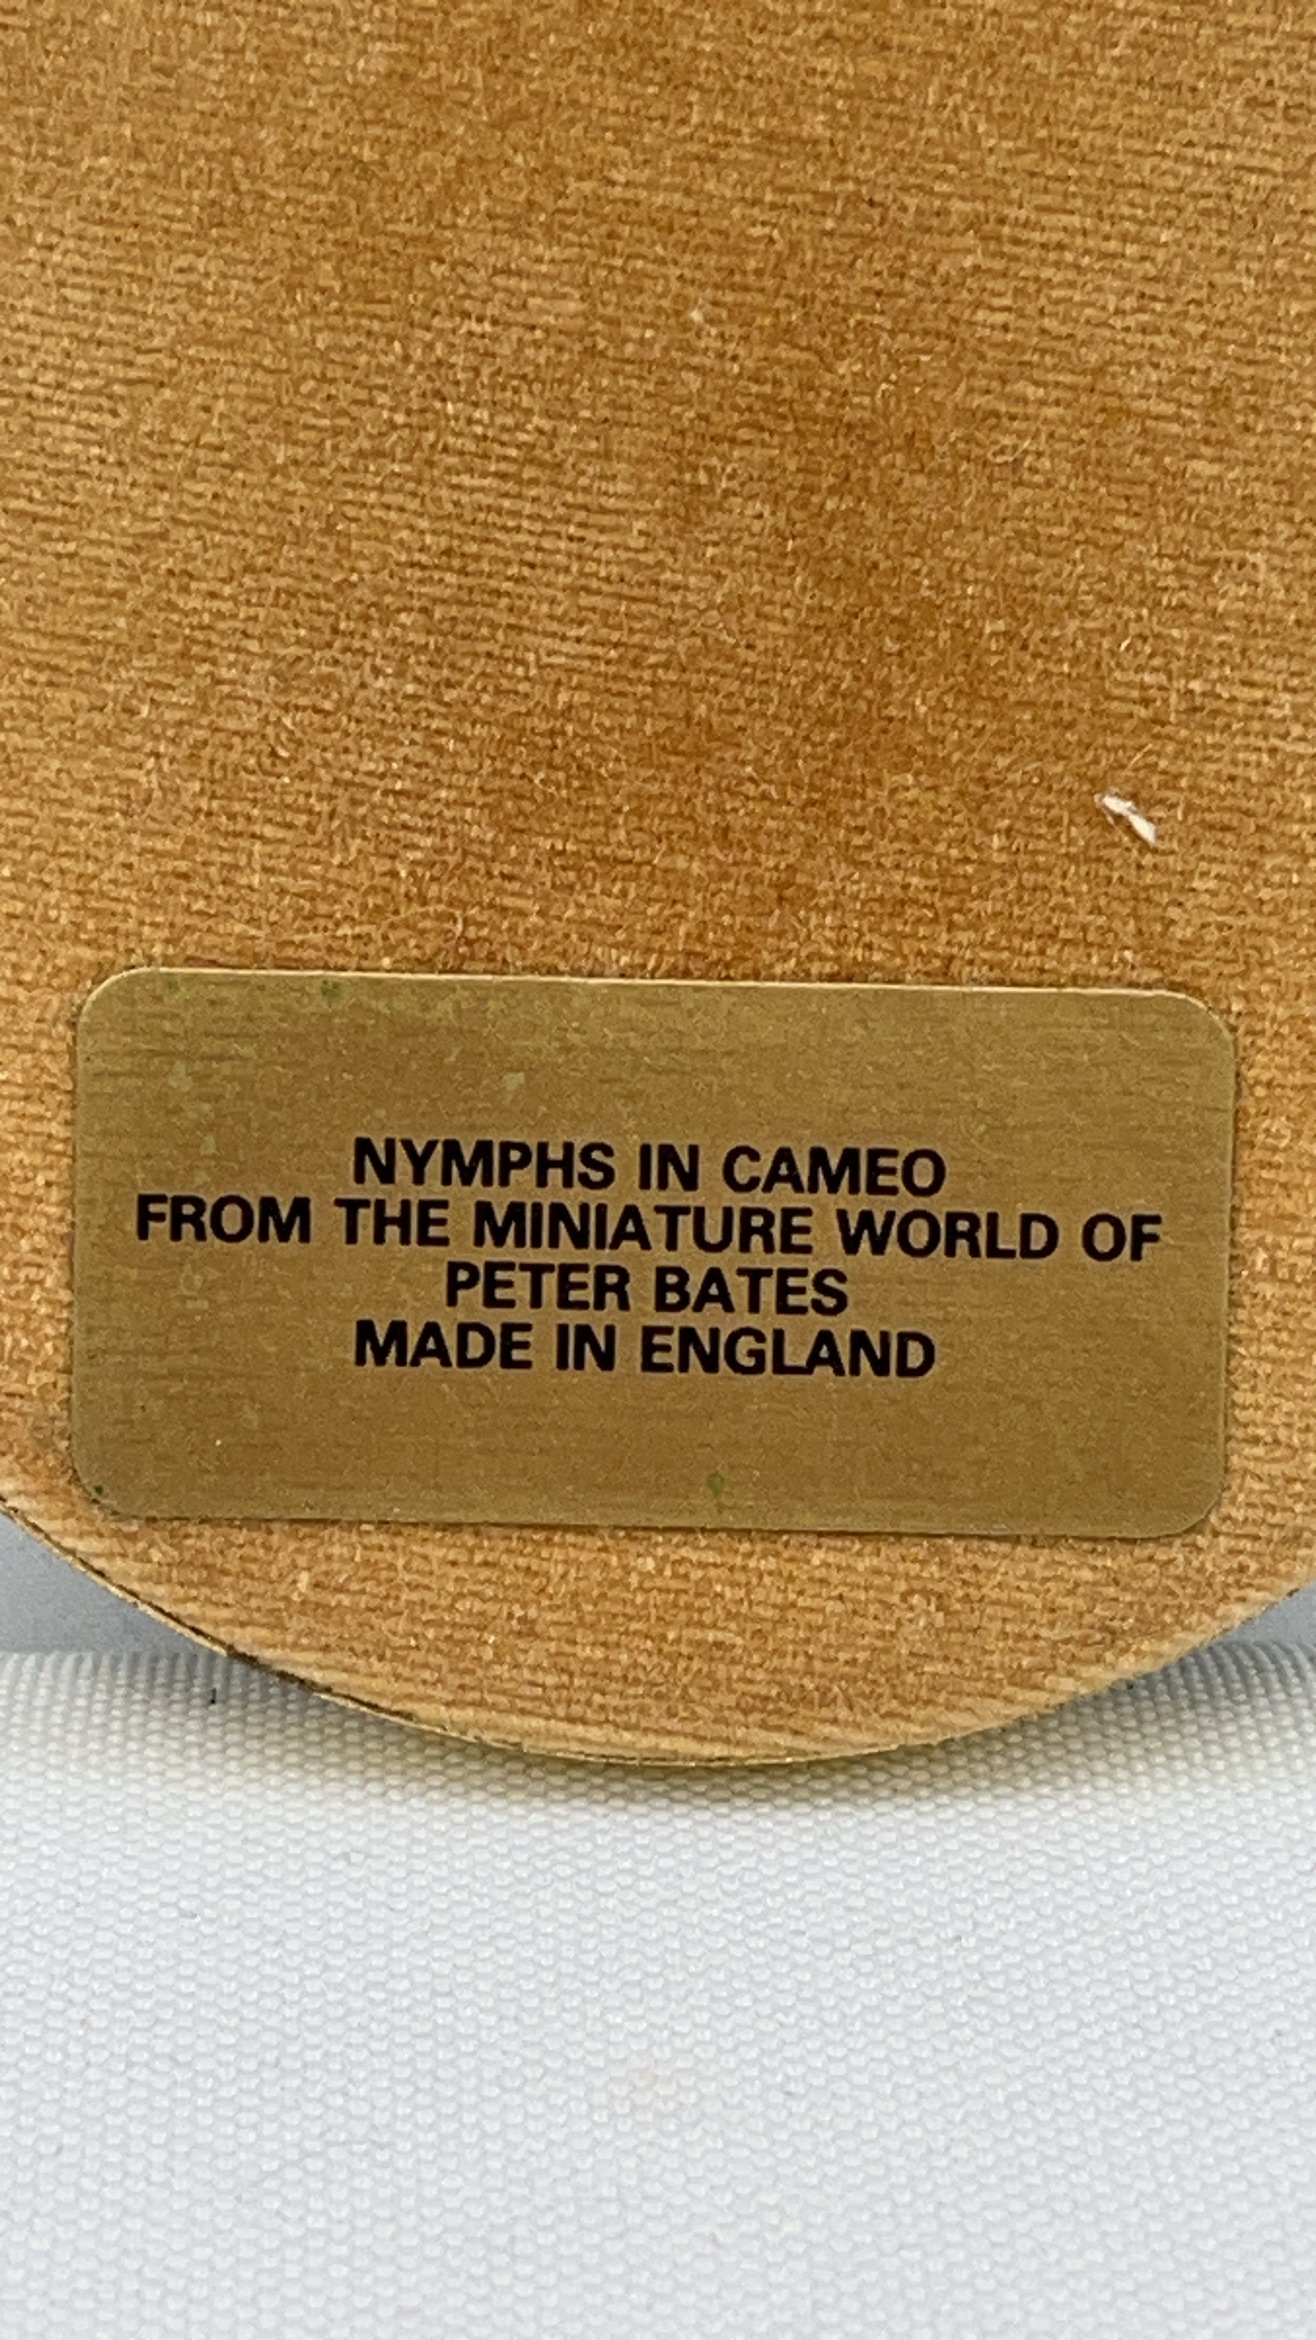 NYMPHS IN CAMEO
FROM THE MINIATURE WORLD OF
PETER BATES
MADE IN ENGLAND